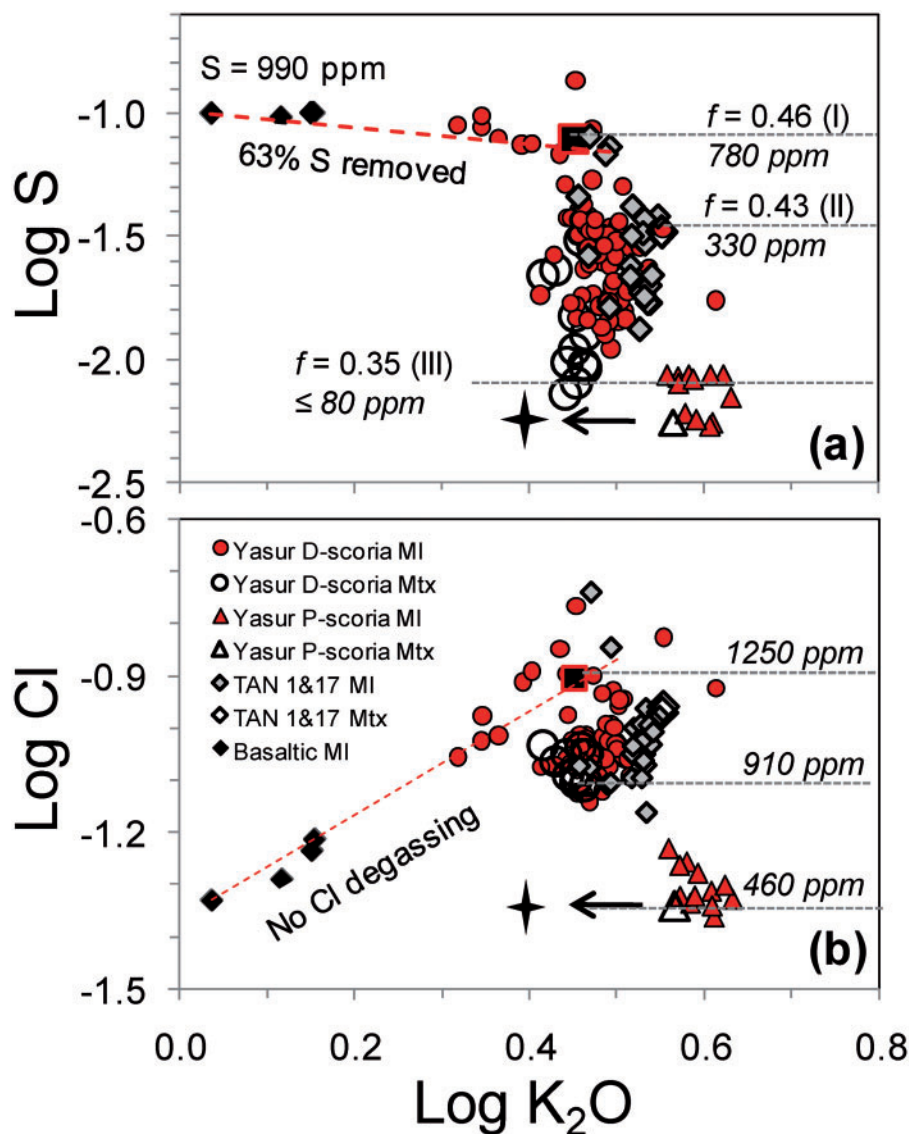 S = 990 ppm
-1.0
f = 0.46 (I)
63% S removed
780 ppm
f = 0.43 (II)
Log S
-1.5
330 ppm
f = 0.35 (III)
-2.0
≤ 80 ppm
(a)
-2.5
-0.6
Yasur D-scoria MI
Yasur D-scoria Mtx
Yasur P-scoria MI
1250 ppm
Yasur P-scoria Mtx
-0.9
TAN 1&17 MI
TAN 1&17 Mtx
Basaltic MI
910 ppm
Log Cl
-1.2
No Cl degassing
460 ppm
(b)
-1.5
0.0 0.4 0.6 0.8
Log K₂O